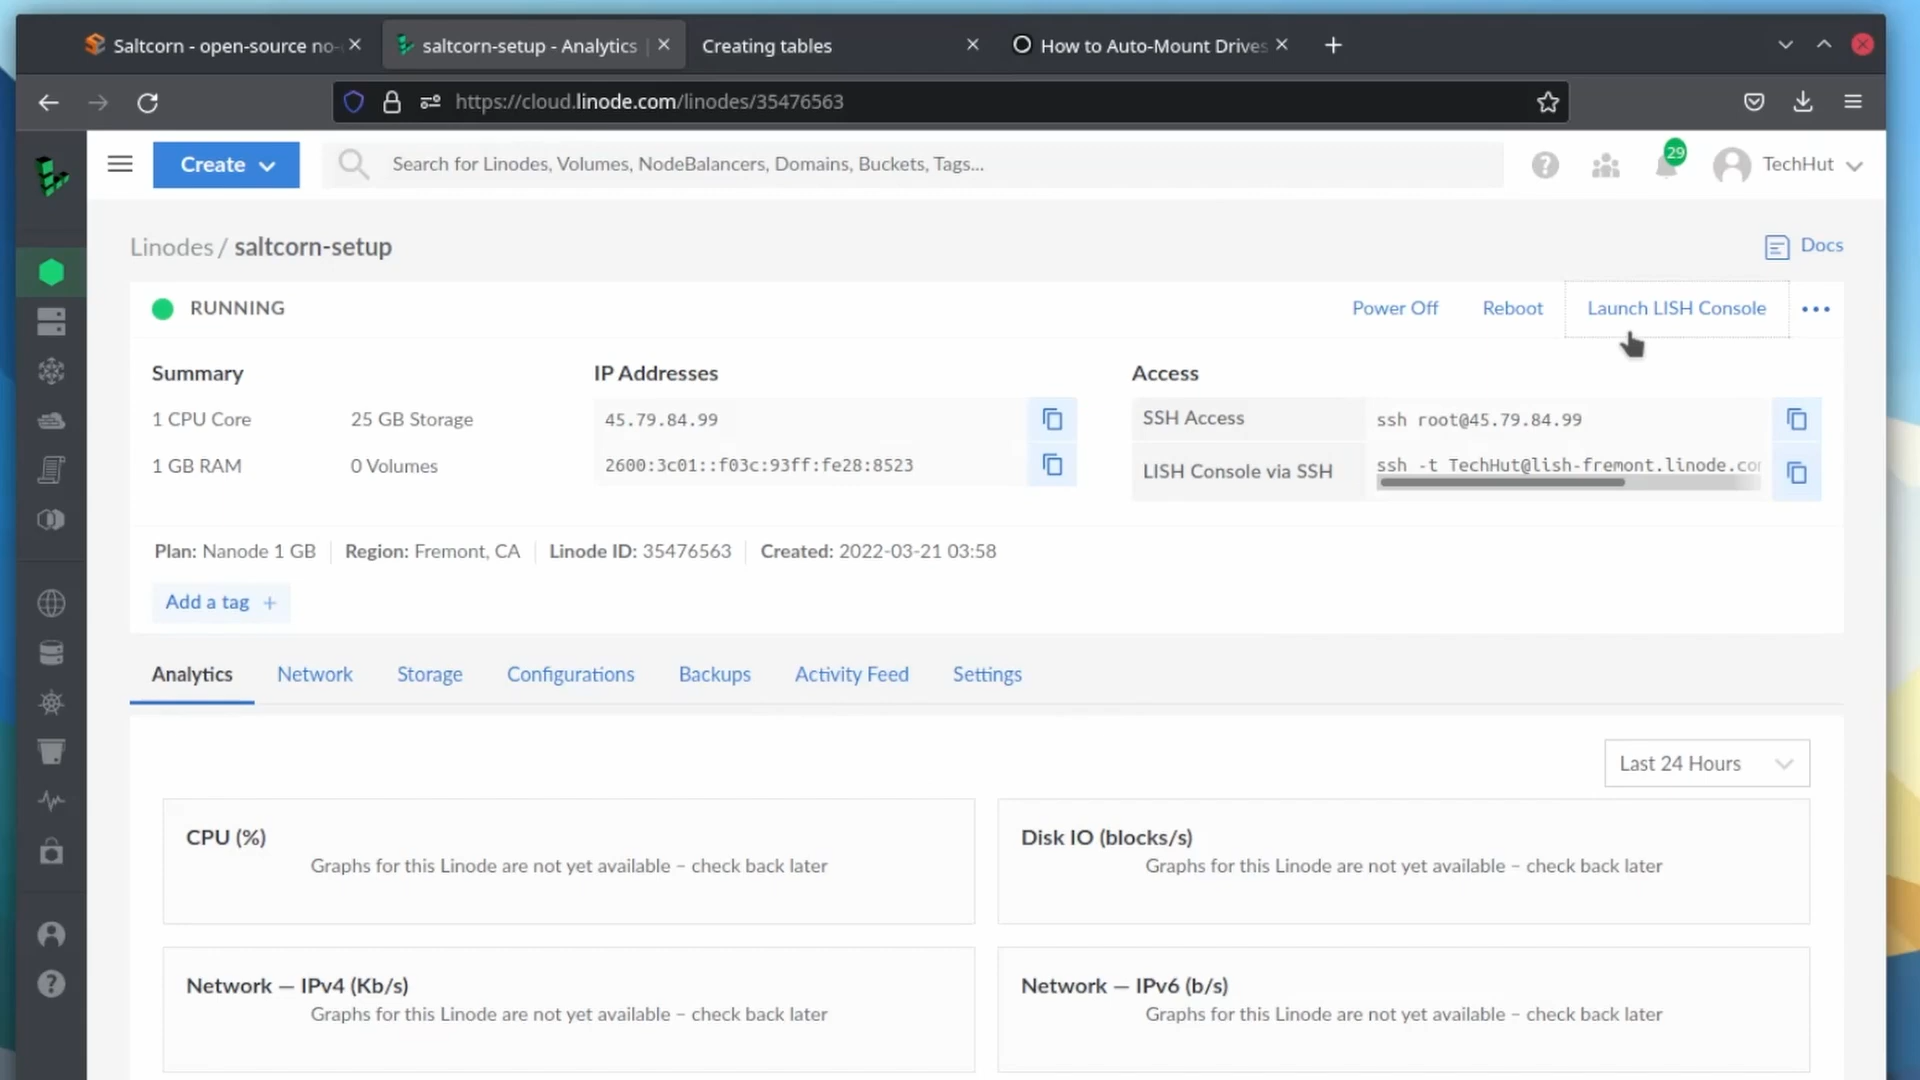 Saltcorn - open-source no-
saltcorn-setup - Analytics |
Creating tables
How to Auto-Mount Drives
https://cloud.linode.com/linodes/35476563
Create
Search for Linodes, Volumes, NodeBalancers, Domains, Buckets, Tags...
29
TechHut
Linodes / saltcorn-setup
Docs
RUNNING
Power Off
Reboot
Launch LISH Console
Summary
IP Addresses
Access
1 CPU Core
25 GB Storage
45.79.84.99
SSH Access
ssh root@45.79.84.99
1 GB RAM
0 Volumes
2600:3c01::f03c:93ff:fe28:8523
LISH Console via SSH
ssh -t TechHut@lish-fremont.linode.com
Plan: Nanode 1 GB
Region: Fremont, CA
Linode ID: 35476563
Created: 2022-03-21 03:58
Add a tag +
Analytics
Network
Storage
Configurations
Backups
Activity Feed
Settings
Last 24 Hours
CPU (%)
Graphs for this Linode are not yet available – check back later
Disk IO (blocks/s)
Graphs for this Linode are not yet available – check back later
Network — IPv4 (Kb/s)
Graphs for this Linode are not yet available – check back later
Network — IPv6 (b/s)
Graphs for this Linode are not yet available – check back later